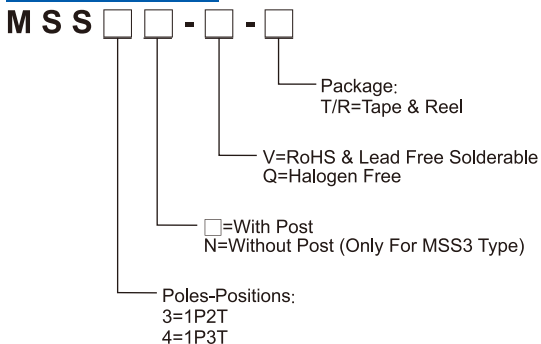 MSS□□-□-□
Package:
T/R=Tape & Reel
V=RoHS & Lead Free Solderable
Q=Halogen Free
□=With Post
N=Without Post (Only For MSS3 Type)
Poles-Positions:
3=1P2T
4=1P3T